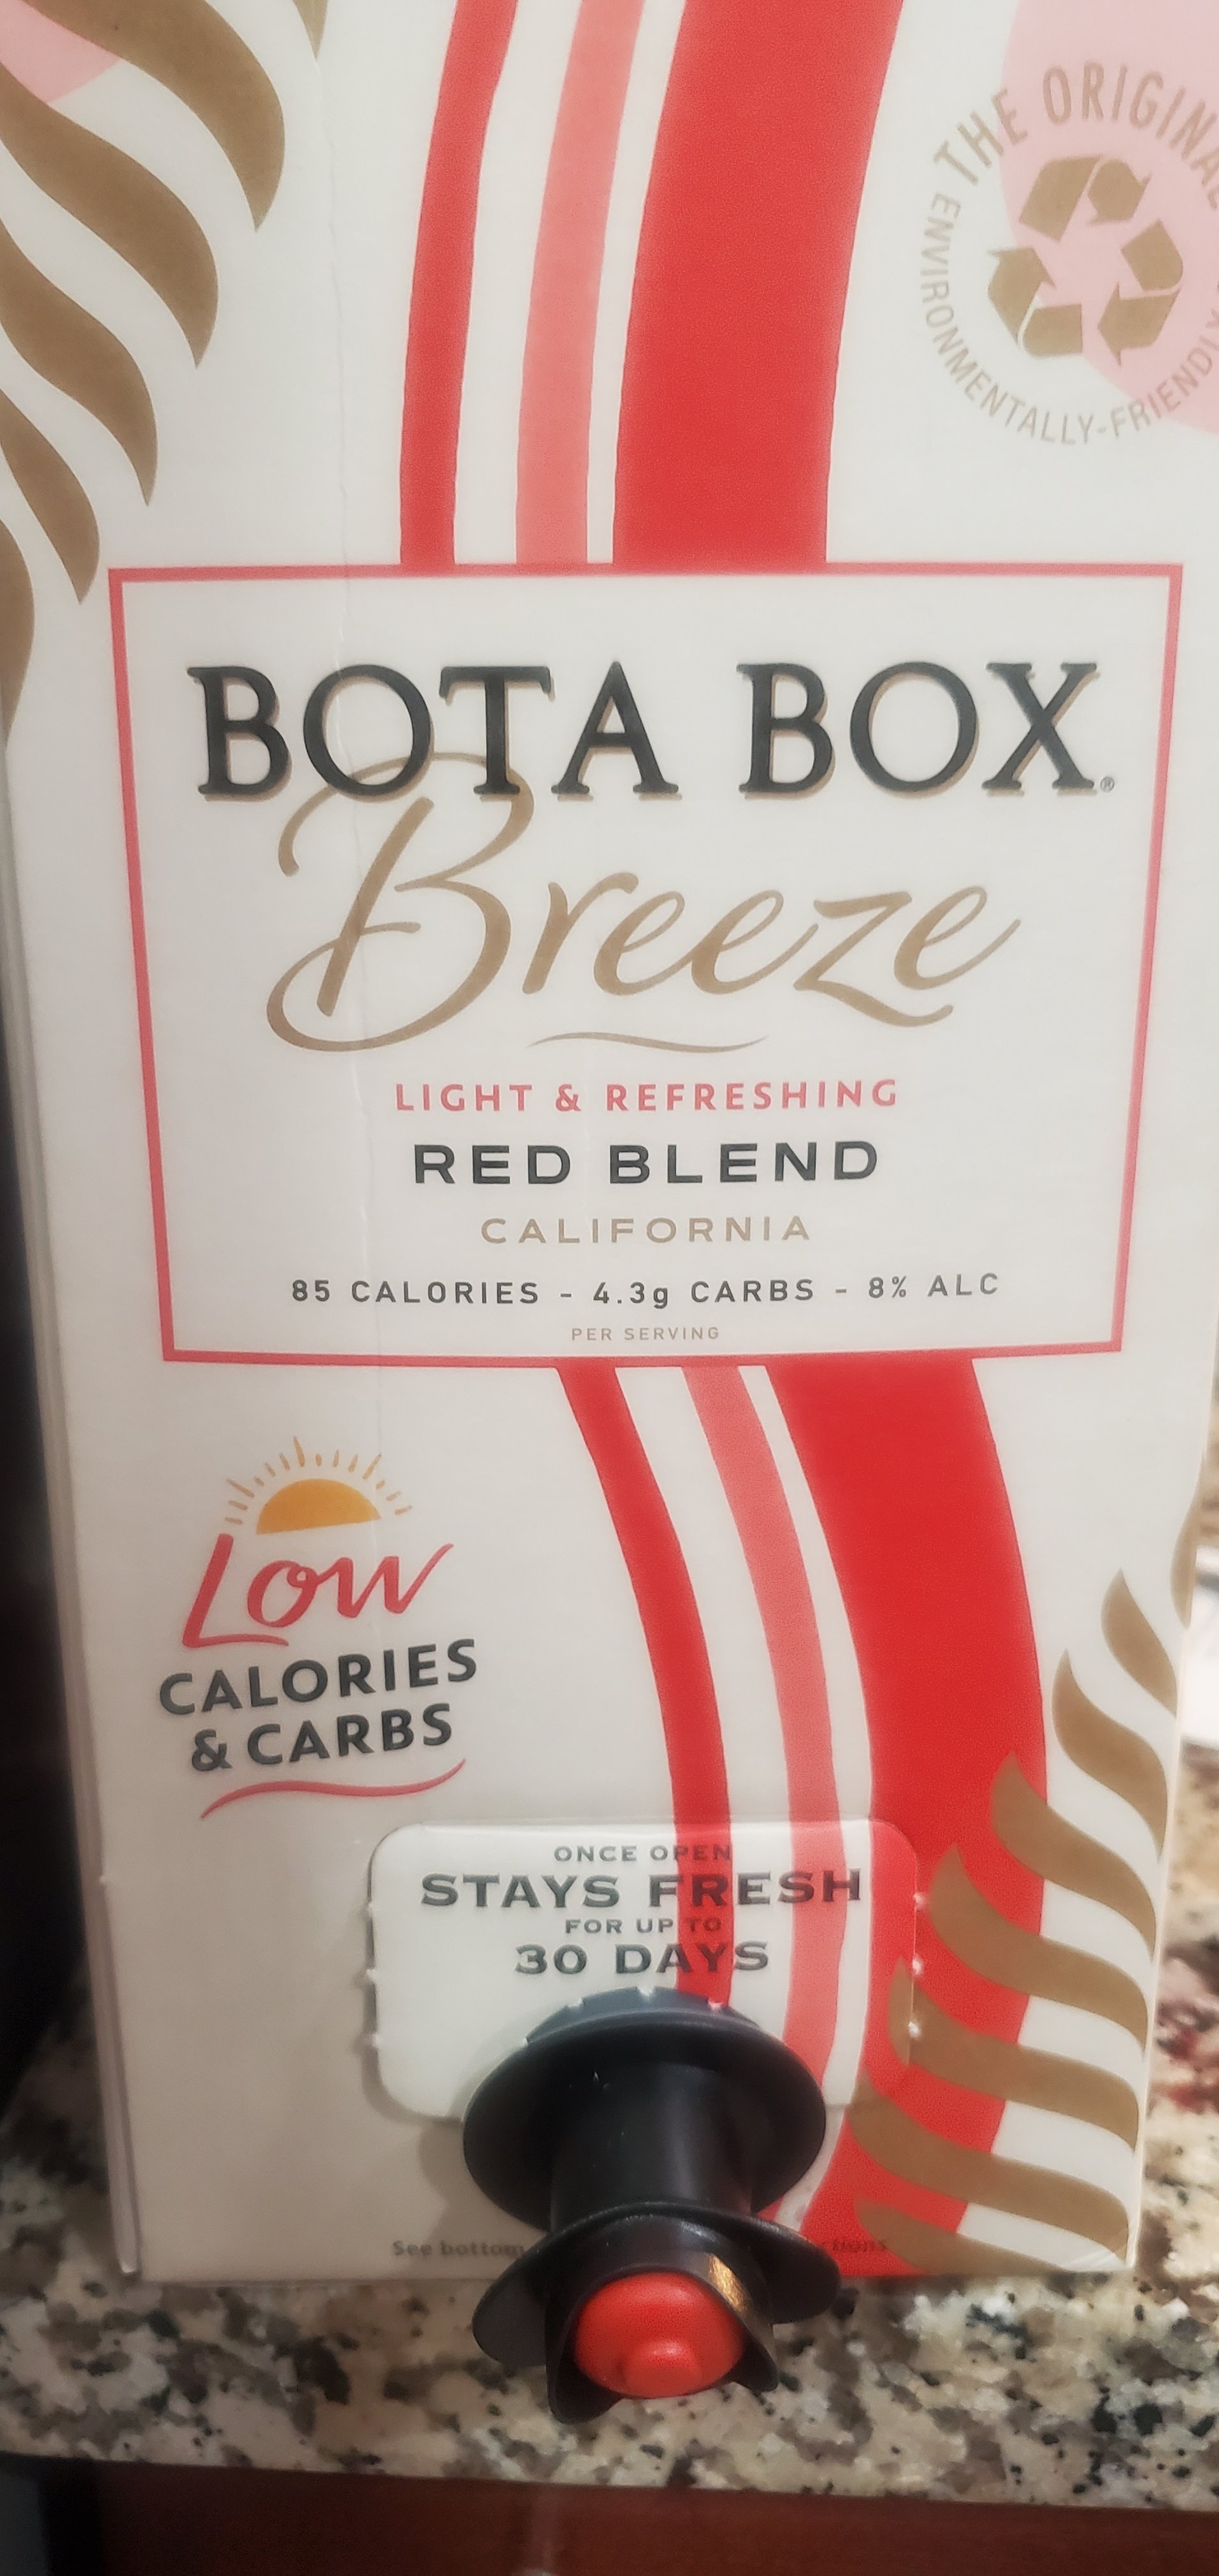 THE ORIGINAL
ENVIRONMENTALLY-FRIENDLY
BOTA BOX®
Breeze
LIGHT & REFRESHING
RED BLEND
CALIFORNIA
85 CALORIES - 4.3g CARBS - 8% ALC
PER SERVING
Low
CALORIES
& CARBS
ONCE OPEN
STAYS FRESH
FOR UP TO
30 DAYS
See bottom